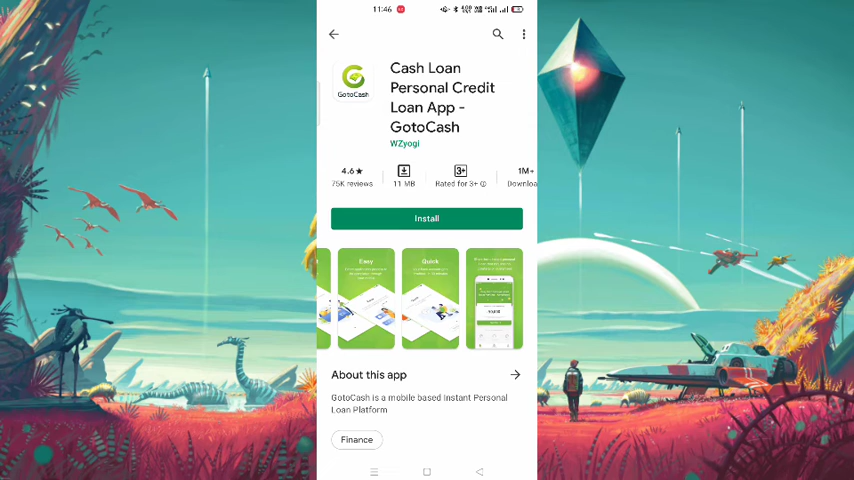 11:46
GotoCash
Cash Loan
Personal Credit
Loan App -
GotoCash
WZyogi
4.6★
75K reviews
11 MB
3+
Rated for 3+
1M+
Downloa
Install
Easy
Quick
About this app
GotoCash is a mobile based Instant Personal
Loan Platform
Finance